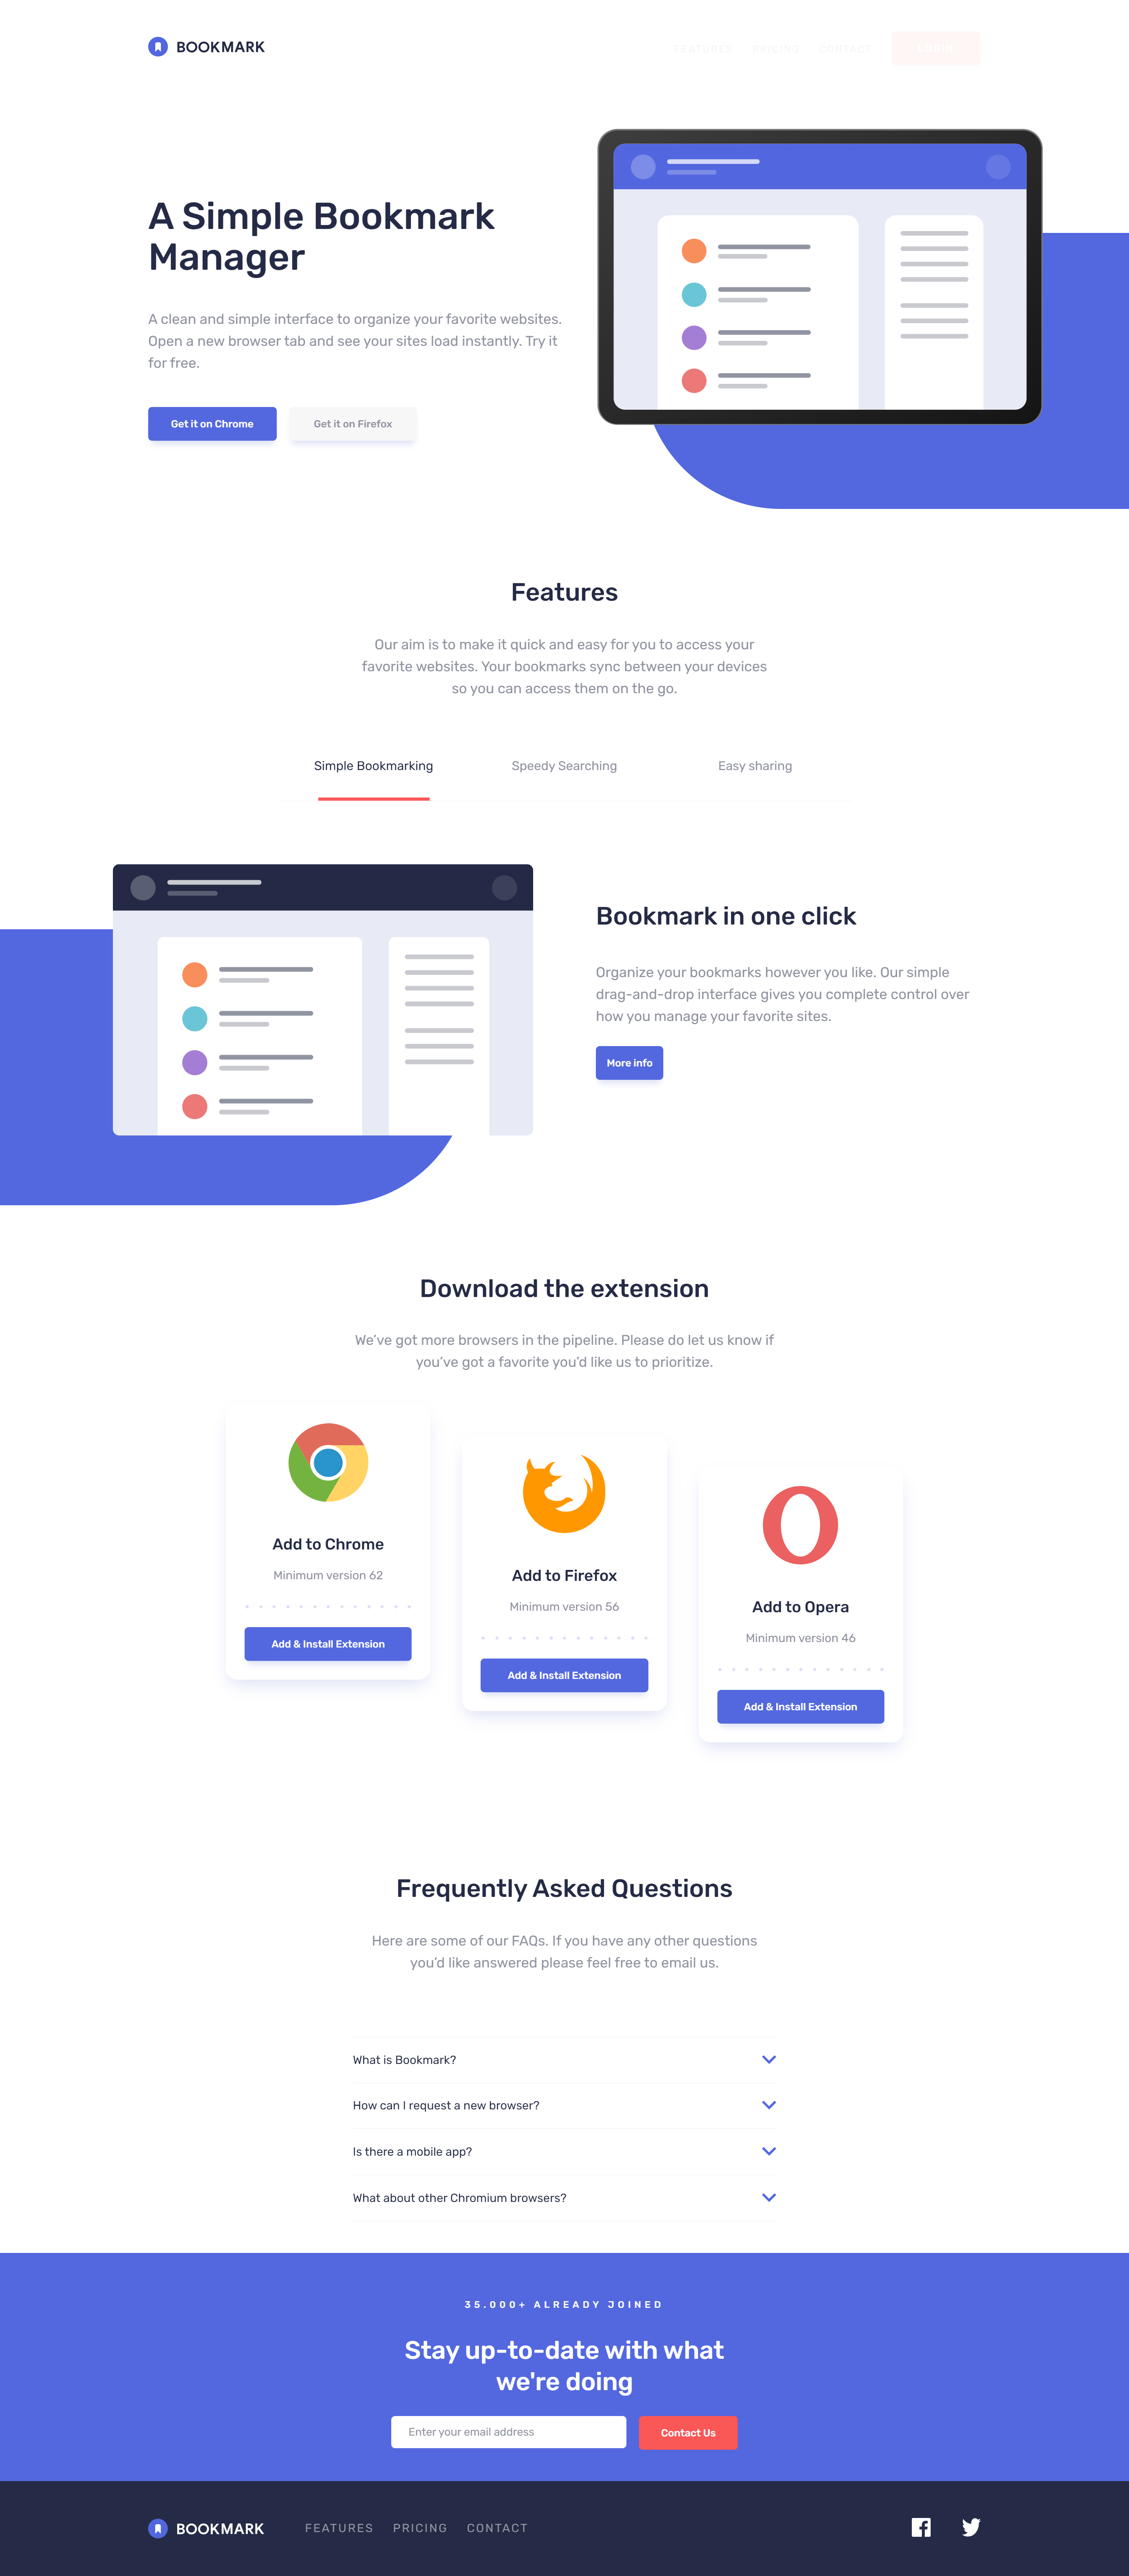 BOOKMARK
FEATURES PRICING CONTACT LOGIN
A Simple Bookmark
Manager
A clean and simple interface to organize your favorite websites.
Open a new browser tab and see your sites load instantly. Try it
for free.
Get it on Chrome Get it on Firefox
Features
Our aim is to make it quick and easy for you to access your
favorite websites. Your bookmarks sync between your devices
so you can access them on the go.
Simple Bookmarking Speedy Searching Easy sharing
Bookmark in one click
Organize your bookmarks however you like. Our simple
drag-and-drop interface gives you complete control over
how you manage your favorite sites.
More info
Download the extension
We’ve got more browsers in the pipeline. Please do let us know if
you’ve got a favorite you’d like us to prioritize.
Add to Chrome
Minimum version 62
Add & Install Extension
Add to Firefox
Minimum version 56
Add & Install Extension
Add to Opera
Minimum version 46
Add & Install Extension
Frequently Asked Questions
Here are some of our FAQs. If you have any other questions
you’d like answered please feel free to email us.
What is Bookmark?
How can I request a new browser?
Is there a mobile app?
What about other Chromium browsers?
35.000+ ALREADY JOINED
Stay up-to-date with what
we're doing
Enter your email address Contact Us
BOOKMARK FEATURES PRICING CONTACT